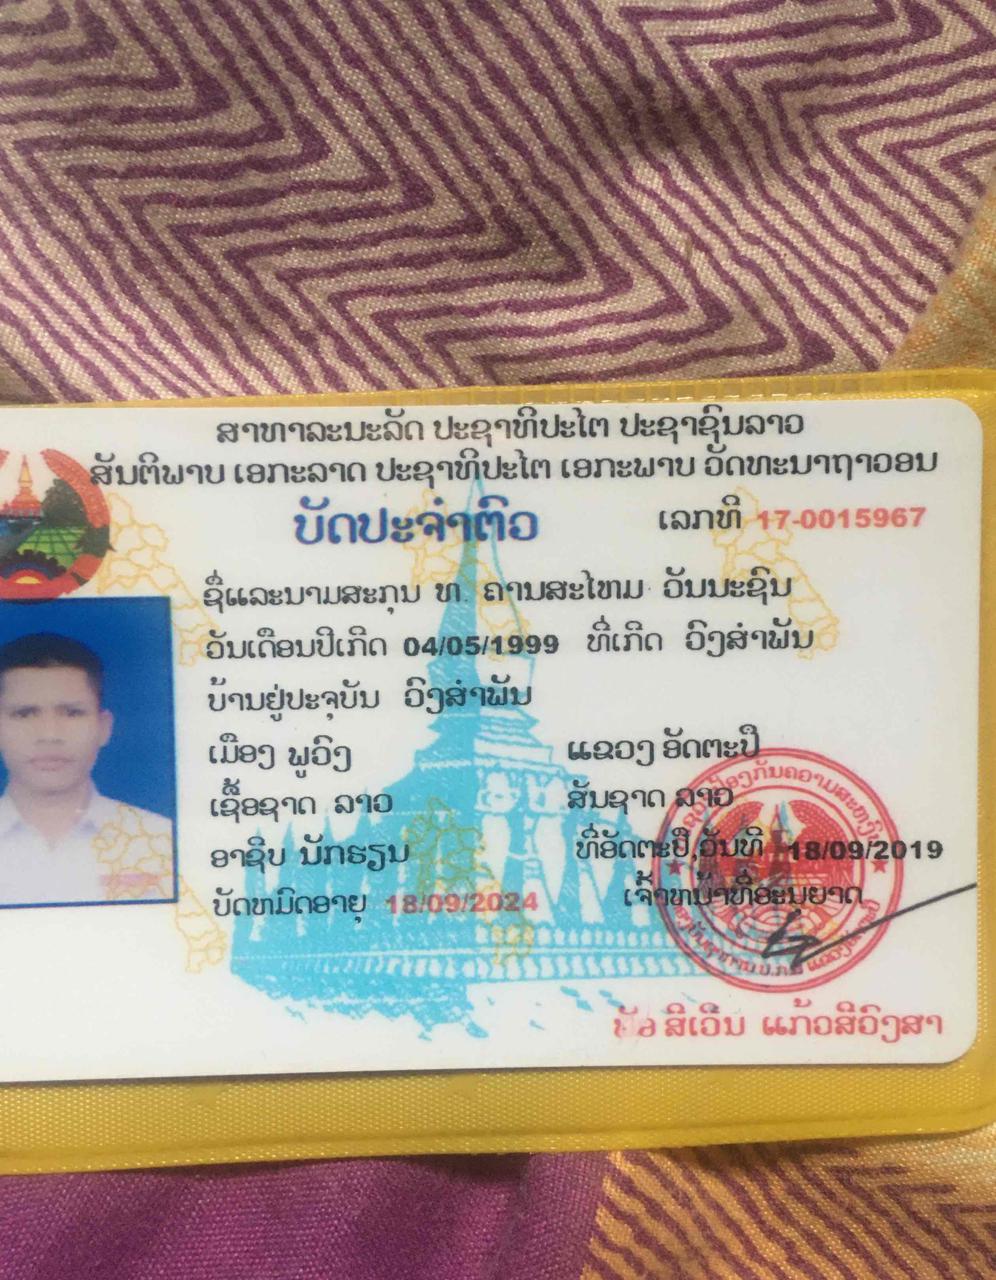 ສາທາລະນະລັດ ປະຊາທິປະໄຕ ປະຊາຊົນລາວ
ສັນຕິພາບ ເອກະລາດ ປະຊາທິປະໄຕ ເອກະພາບ ວັດທະນາຖາວອນ
ບັດປະຈຳຕົວ ເລກທີ 17-0015967
ຊື່ແລະນາມສະກຸນ ທ. ຄານສະໄຫມ ວັນນະຊົນ
ວັນເດືອນປີເກີດ 04/05/1999 ທີ່ເກີດ ວົງສຳພັນ
ບ້ານຢູ່ປະຈຸບັນ ວົງສຳພັນ
ເມືອງ ພູວົງ ແຂວງ ອັດຕະປື
ເຊື້ອຊາດ ລາວ ສັນຊາດ ລາວ
ອາຊີບ ນັກຮຽນ ທີ່ອັດຕະປື,ວັນທີ 18/09/2019
ບັດຫມົດອາຍຸ 18/09/2024 ເຈົ້າຫນ້າທີ່ອະນຍາດ
ສີເວີນ ແກ້ວສີວົງສາ